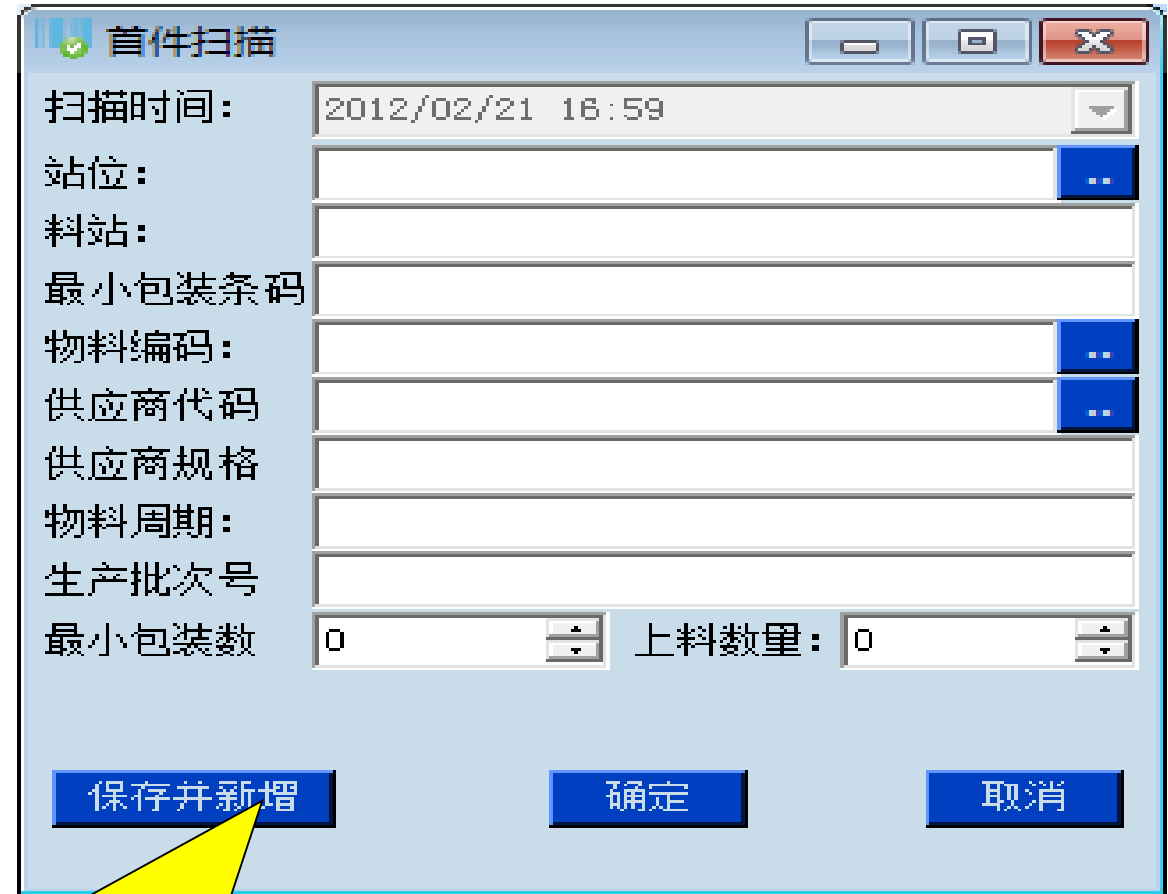 首件扫描
扫描时间: 2012/02/21 16:59
站位: ..
料站:
最小包装条码
物料编码: ..
供应商代码 ..
供应商规格
物料周期:
生产批次号
最小包装数 0 上料数量: 0
保存并新增 确定 取消